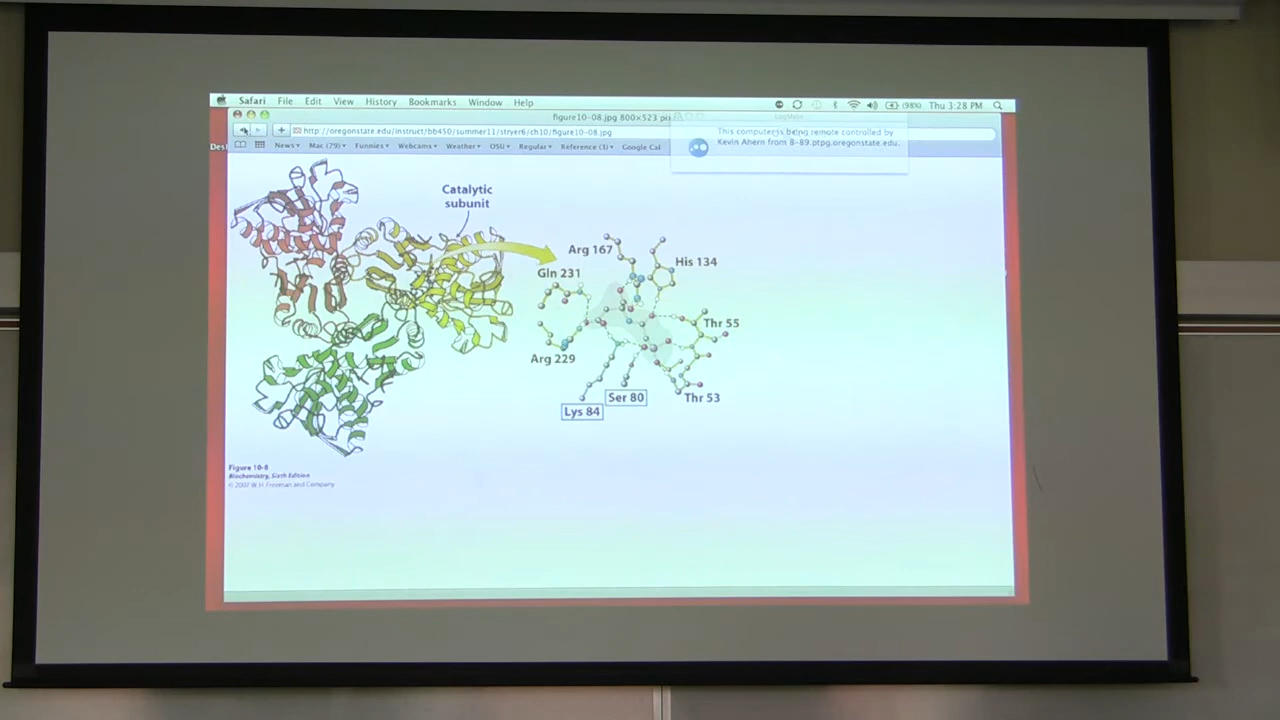 Safari File Edit View History Bookmarks Window Help
(98%) Thu 3:28 PM
figure10-08.jpg 800×523 pi
LogMeIn
This computer is being remote controlled by
Kevin Ahern from 8-89.ptpg.oregonstate.edu.
http://oregonstate.edu/instruct/bb450/summer11/stryer6/ch10/figure10-08.jpg
News Mac (79) Funnies Webcams Weather OSU Regular Reference (3) Google Cal
Catalytic
subunit
Arg 167
His 134
Gln 231
Thr 55
Arg 229
Ser 80
Thr 53
Lys 84
Figure 10-8
Biochemistry, Sixth Edition
© 2007 W.H. Freeman and Company